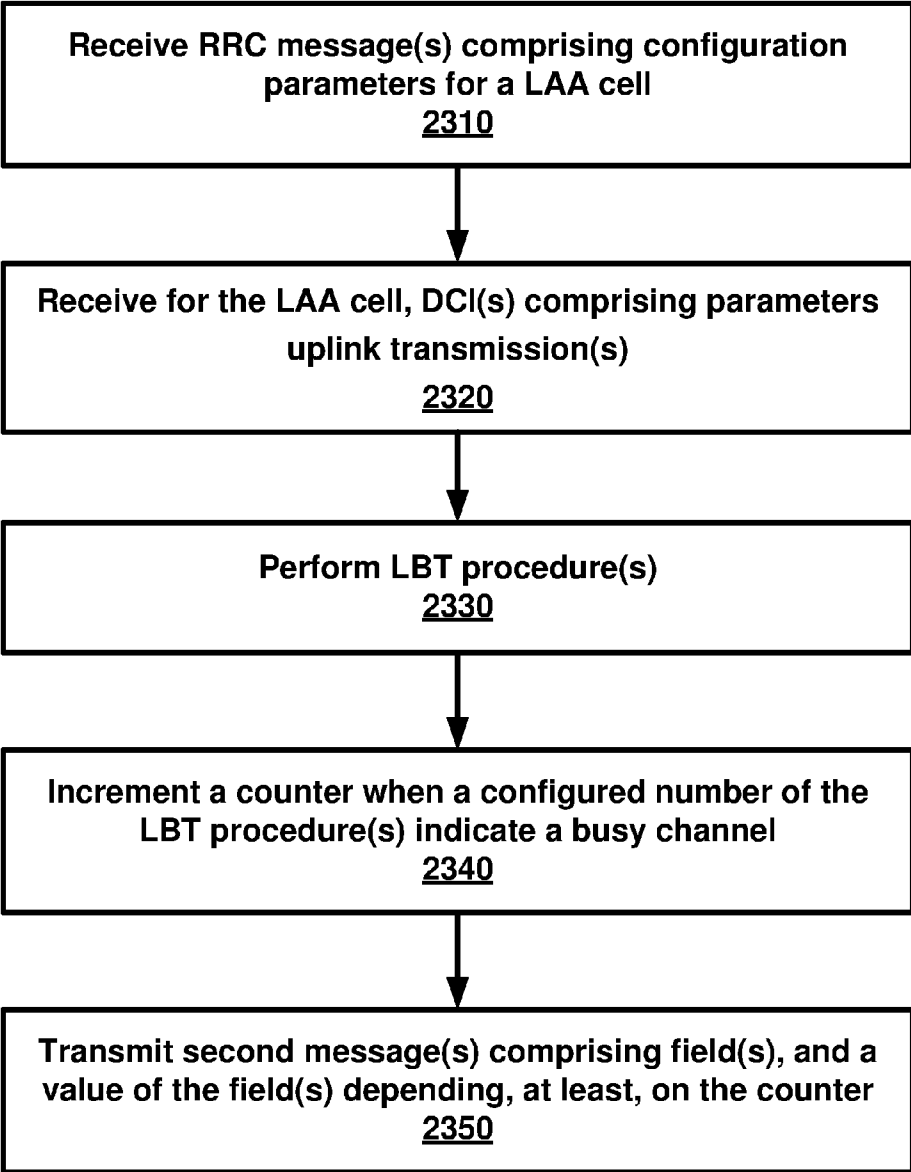 Receive RRC message(s) comprising configuration
parameters for a LAA cell
2310
Receive for the LAA cell, DCI(s) comprising parameters
uplink transmission(s)
2320
Perform LBT procedure(s)
2330
Increment a counter when a configured number of the
LBT procedure(s) indicate a busy channel
2340
Transmit second message(s) comprising field(s), and a
value of the field(s) depending, at least, on the counter
2350